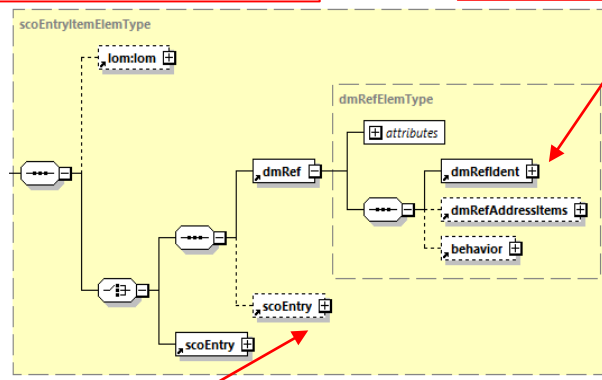 scoEntryItemElemType
lom:lom
dmRefElemType
attributes
dmRef
dmRefIdent
dmRefAddressItems
behavior
scoEntry
scoEntry